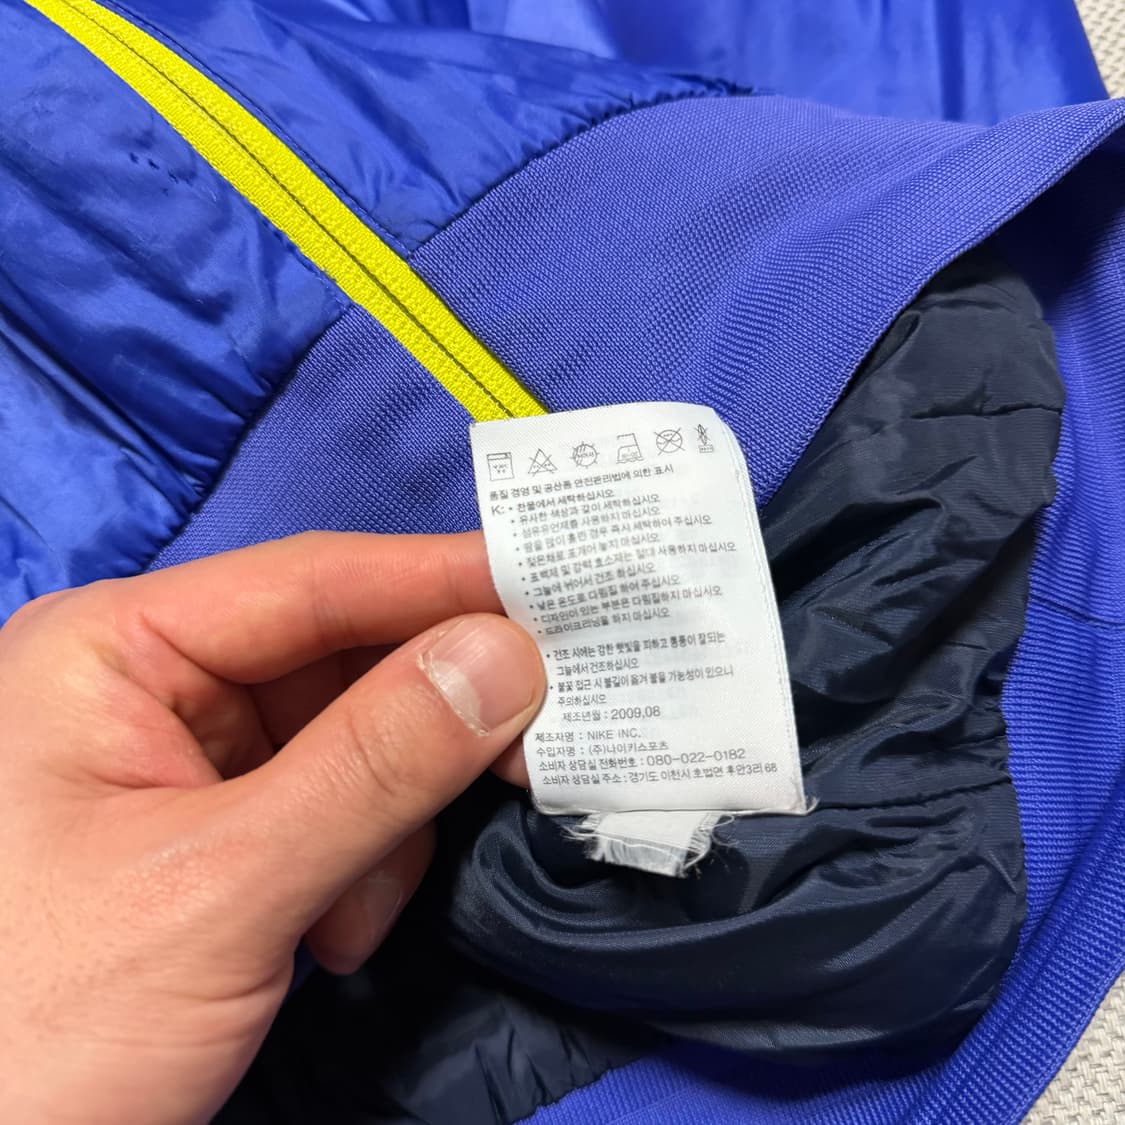 품질 경영 및 공산품 안전관리법에 의한 표시
K: • 찬물에서 세탁하십시오
• 유사한 색상과 같이 세탁하십시오
• 섬유유연제를 사용하지 마십시오
• 땀을 많이 흘린 경우 즉시 세탁하여 주십시오
• 젖은채로 포개어 놓지 마십시오
• 표백제 및 강력 효소제는 절대 사용하지 마십시오
• 그늘에 뉘어서 건조 하십시오
• 낮은 온도로 다림질 하여 주십시오
• 디자인이 있는 부분은 다림질하지 마십시오
• 드라이크리닝을 하지 마십시오
• 건조 시에는 강한 햇빛을 피하고 통풍이 잘되는
그늘에서 건조하십시오
• 불꽃 접근 시 불길이 옮겨 붙을 가능성이 있으니
주의하십시오
제조년월 : 2009.08
제조자명 : NIKE INC.
수입자명 : (주)나이키스포츠
소비자 상담실 전화번호 : 080-022-0182
소비자 상담실 주소 : 경기도 이천시 호법면 후안3리 68